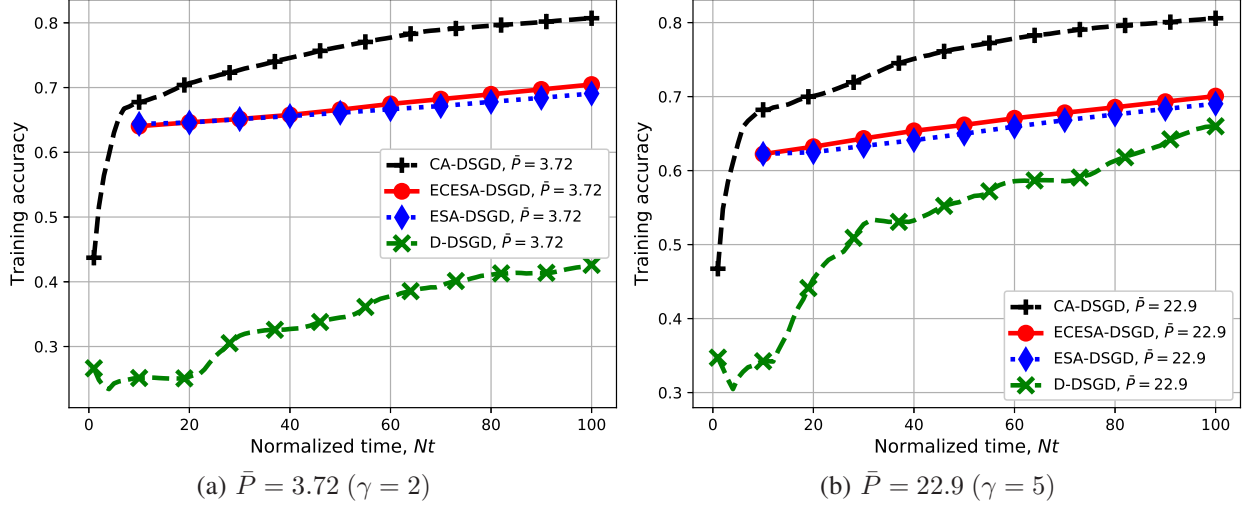 0.8
0.7
0.6
0.5
0.4
0.3
Training accuracy
CA-DSGD, P̄ = 3.72
ECESA-DSGD, P̄ = 3.72
ESA-DSGD, P̄ = 3.72
D-DSGD, P̄ = 3.72
0 20 40 60 80 100
Normalized time, Nt
(a) P̄ = 3.72 (γ = 2)
0.8
0.7
0.6
0.5
0.4
0.3
Training accuracy
CA-DSGD, P̄ = 22.9
ECESA-DSGD, P̄ = 22.9
ESA-DSGD, P̄ = 22.9
D-DSGD, P̄ = 22.9
0 20 40 60 80 100
Normalized time, Nt
(b) P̄ = 22.9 (γ = 5)